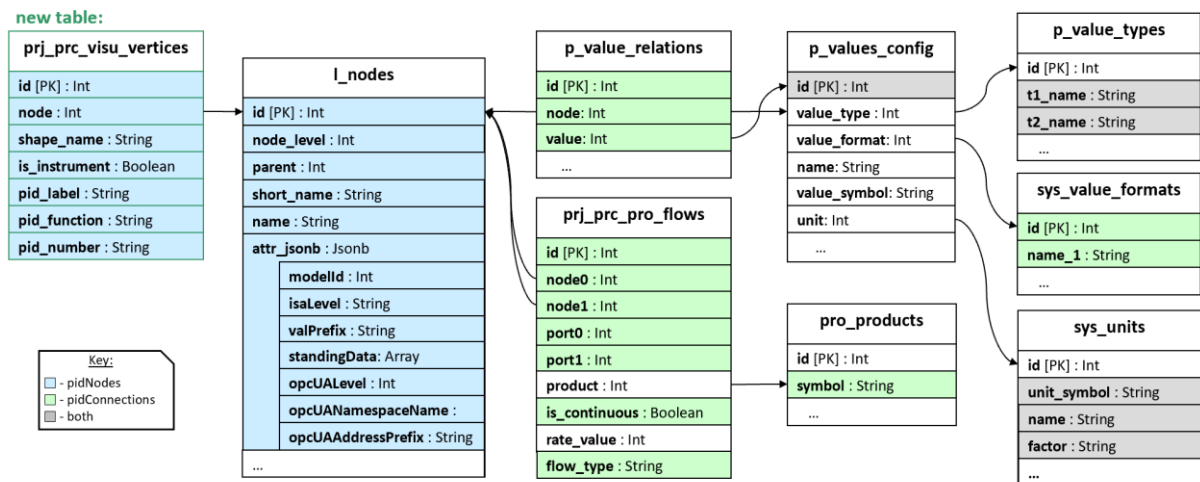 new table:
prj_prc_visu_vertices
id [PK] : Int
node : Int
shape_name : String
is_instrument : Boolean
pid_label : String
pid_function : String
pid_number : String
l_nodes
id [PK] : Int
node_level : Int
parent : Int
short_name : String
name : String
attr_jsonb : Jsonb
modelId : Int
isaLevel : String
valPrefix : String
standingData: Array
opcUALevel : Int
opcUANamespaceName :
opcUAAddressPrefix : String
...
p_value_relations
id [PK] : Int
node: Int
value: Int
...
prj_prc_pro_flows
id [PK] : Int
node0 : Int
node1 : Int
port0 : Int
port1 : Int
product : Int
is_continuous : Boolean
rate_value : Int
flow_type : String
p_values_config
id [PK] : Int
value_type : Int
value_format: Int
name: String
value_symbol: String
unit: Int
...
pro_products
id [PK] : Int
symbol : String
...
p_value_types
id [PK] : Int
t1_name : String
t2_name : String
...
sys_value_formats
id [PK] : Int
name_1 : String
...
sys_units
id [PK] : Int
unit_symbol : String
name : String
factor : String
...
Key:
- pidNodes
- pidConnections
- both